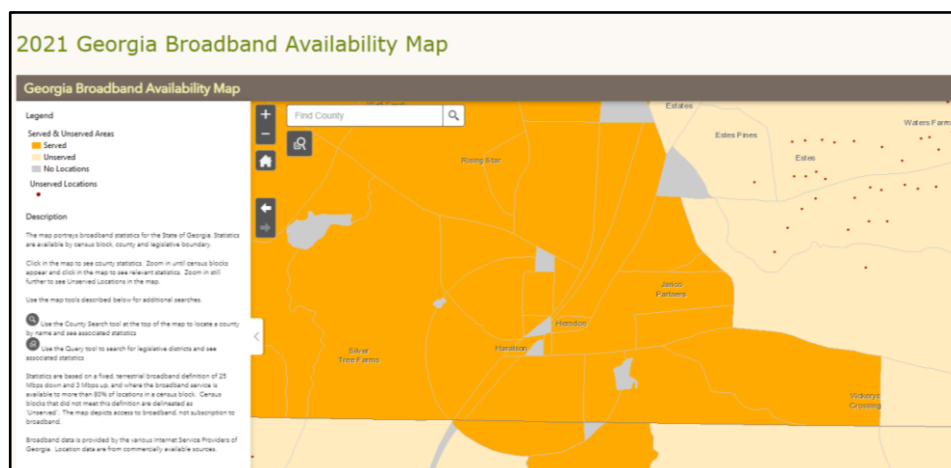 2021 Georgia Broadband Availability Map
Georgia Broadband Availability Map
Legend
Served & Unserved Areas
Served
Unserved
No Locations
Unserved Locations
Description
The map portrays broadband statistics for the State of Georgia. Statistics
are available by census block, county and legislative boundary.
Click in the map to see county statistics. Zoom in until census blocks
appear and click in the map to see relevant statistics. Zoom in still
further to see Unserved Locations in the map.
Use the map tools described below for additional searches.
Use the County Search tool at the top of the map to locate a county
by name and see associated statistics
Use the Query tool to search for legislative districts and see
associated statistics
Statistics are based on a fixed, terrestrial broadband definition of 25
Mbps down and 3 Mbps up, and where the broadband service is
available to more than 80% of locations in a census block. Census
blocks that did not meet this definition are delineated as
'Unserved'. The map depicts access to broadband, not subscription to
broadband.
Broadband data is provided by the various Internet Service Providers of
Georgia. Location data are from commercially available sources.
+
−
Find County
Estates
Waters Farm
Estes Pines
Estes
Rising Star
Partners
Herndon
Silver
Tree Farms
Vickerys
Crossing